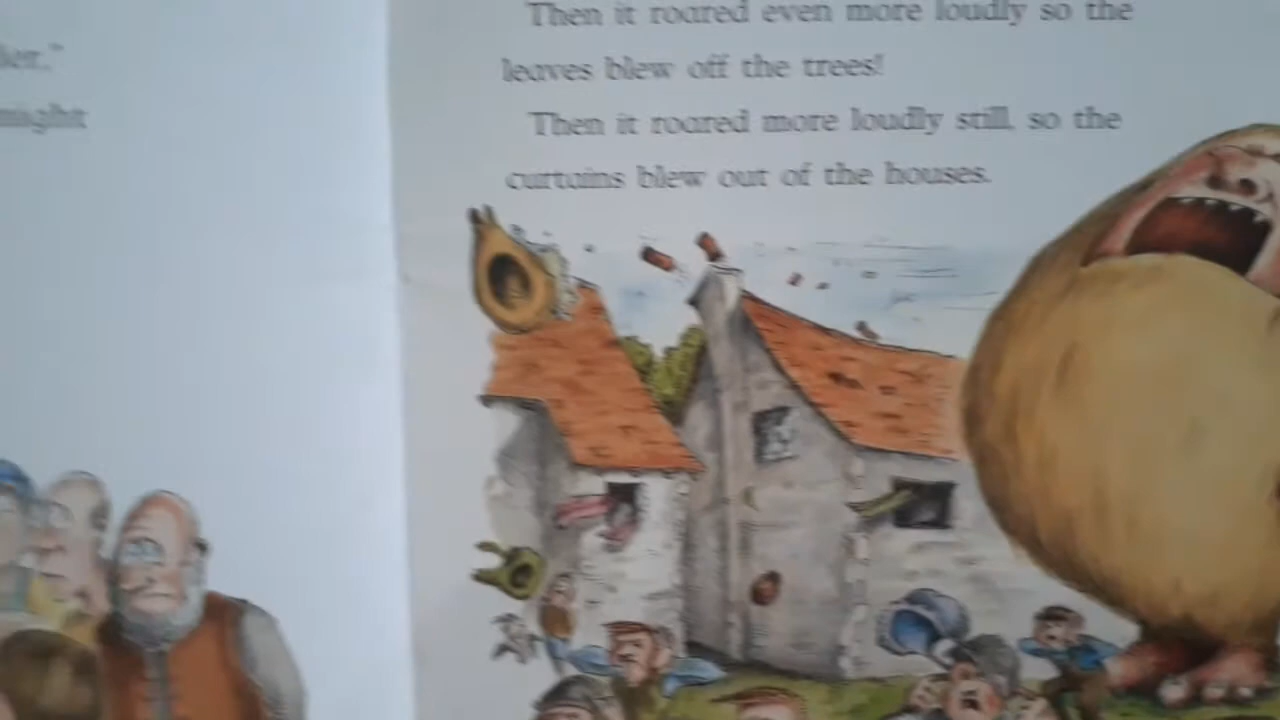 might
Then it roared even more loudly so the
leaves blew off the trees!
Then it roared more loudly still, so the
curtains blew out of the houses.